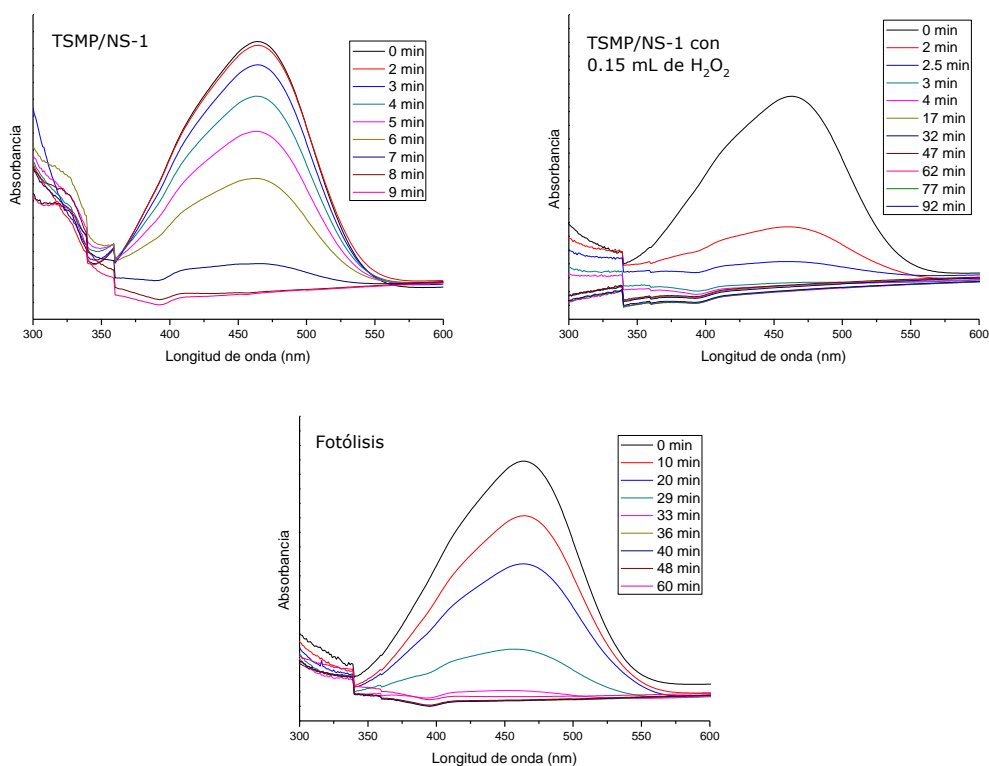 TSMP/NS-1
0 min
2 min
3 min
4 min
5 min
6 min
7 min
8 min
9 min
Absorbancia
300 350 400 450 500 550 600
Longitud de onda (nm)
TSMP/NS-1 con
0.15 mL de H₂O₂
0 min
2 min
2.5 min
3 min
4 min
17 min
32 min
47 min
62 min
77 min
92 min
Absorbancia
300 350 400 450 500 550 600
Longitud de onda (nm)
Fotólisis
0 min
10 min
20 min
29 min
33 min
36 min
40 min
48 min
60 min
Absorbancia
300 350 400 450 500 550 600
Longitud de onda (nm)